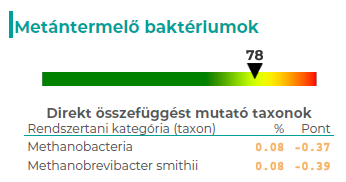 Metántermelő baktériumok
78
Direkt összefüggést mutató taxonok
Rendszertani kategória (taxon) % Pont
Methanobacteria 0.08 -0.37
Methanobrevibacter smithii 0.08 -0.39